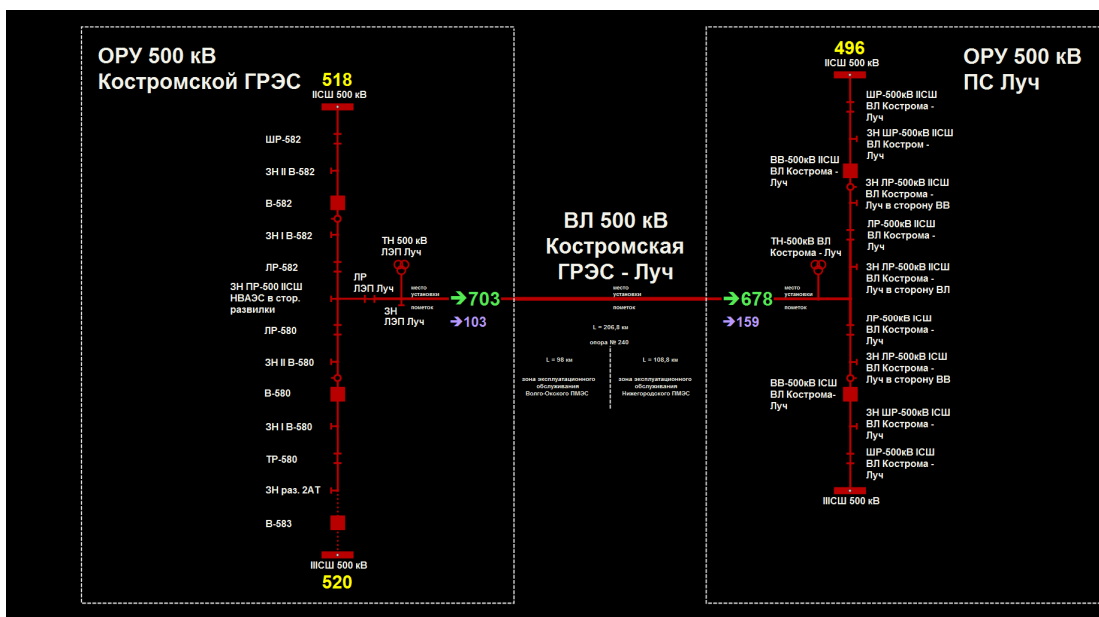 ОРУ 500 кВ
Костромской ГРЭС
518
IIСШ 500 кВ
ШР-582
ЗН II В-582
В-582
ЗН I В-582
ТН 500 кВ
ЛЭП Луч
ЛР-582
ЛР
ЛЭП Луч
ЗН ПР-500 IIСШ
НВАЭС в стор.
развилки
место
установки
пометок
ЗН
ЛЭП Луч
➔703
➔103
ЛР-580
ЗН II В-580
В-580
ЗН I В-580
ТР-580
ЗН раз. 2АТ
В-583
IIIСШ 500 кВ
520
ВЛ 500 кВ
Костромская
ГРЭС - Луч
место
установки
пометок
L = 206,8 км
опора № 240
L = 98 км
L = 108,8 км
зона эксплуатационного
обслуживания
Волго-Окского ПМЭС
зона эксплуатационного
обслуживания
Нижегородского ПМЭС
ОРУ 500 кВ
ПС Луч
496
IIСШ 500 кВ
ШР-500кВ IIСШ
ВЛ Кострома -
Луч
ЗН ШР-500кВ IIСШ
ВЛ Костром -
Луч
ВВ-500кВ IIСШ
ВЛ Кострома -
Луч
ЗН ЛР-500кВ IIСШ
ВЛ Кострома -
Луч в сторону ВВ
ЛР-500кВ IIСШ
ВЛ Кострома -
Луч
ТН-500кВ ВЛ
Кострома - Луч
ЗН ЛР-500кВ IIСШ
ВЛ Кострома -
Луч в сторону ВЛ
➔678
➔159
место
установки
пометок
ЛР-500кВ IСШ
ВЛ Кострома -
Луч
ЗН ЛР-500кВ IСШ
ВЛ Кострома -
Луч в сторону ВВ
ВВ-500кВ IСШ
ВЛ Кострома-
Луч
ЗН ШР-500кВ IСШ
ВЛ Кострома -
Луч
ШР-500кВ IСШ
ВЛ Кострома -
Луч
IIIСШ 500 кВ